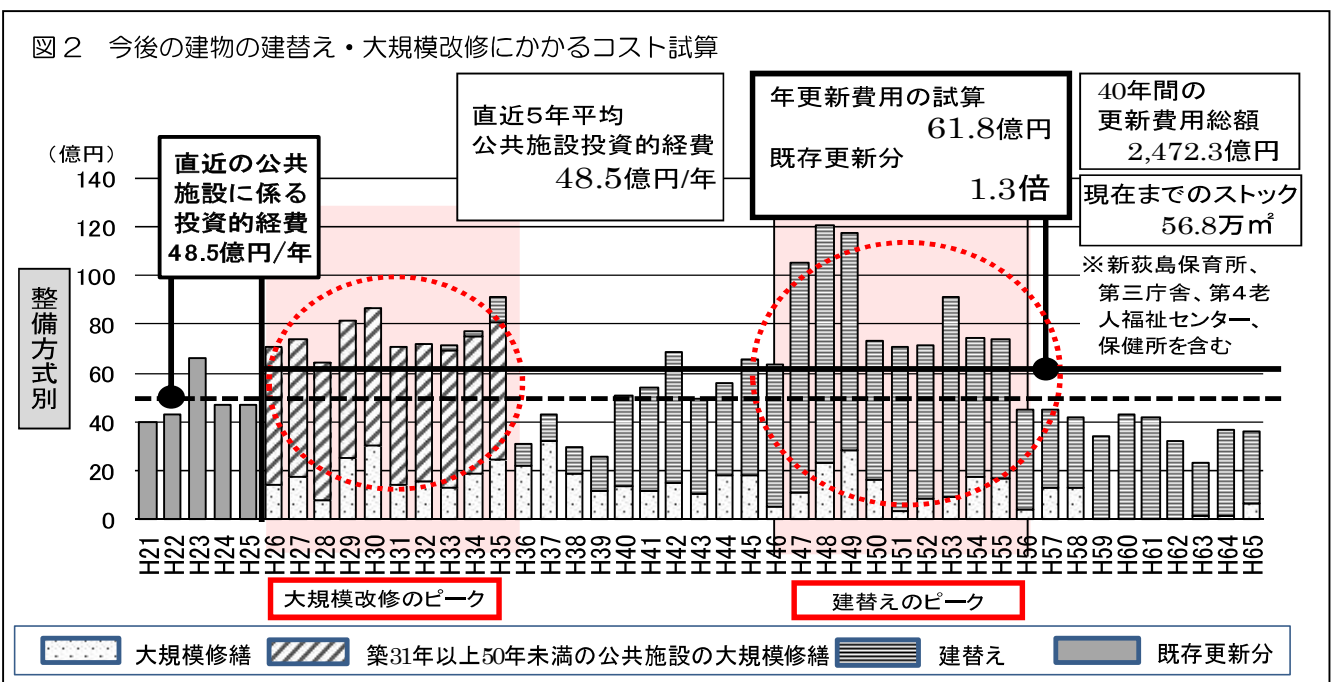 図２　今後の建物の建替え・大規模改修にかかるコスト試算
直近の公共
施設に係る
投資的経費
48.5億円/年
直近５年平均
公共施設投資的経費
48.5億円/年
年更新費用の試算
61.8億円
既存更新分
1.3倍
40年間の
更新費用総額
2,472.3億円
現在までのストック
56.8万㎡
※新荻島保育所、
第三庁舎、第４老
人福祉センター、
保健所を含む
整備方式別
（億円）
140
120
100
80
60
40
20
0
H21 H22 H23 H24 H25 H26 H27 H28 H29 H30 H31 H32 H33 H34 H35 H36 H37 H38 H39 H40 H41 H42 H43 H44 H45 H46 H47 H48 H49 H50 H51 H52 H53 H54 H55 H56 H57 H58 H59 H60 H61 H62 H63 H64 H65
大規模改修のピーク
建替えのピーク
大規模修繕 築31年以上50年未満の公共施設の大規模修繕 建替え 既存更新分